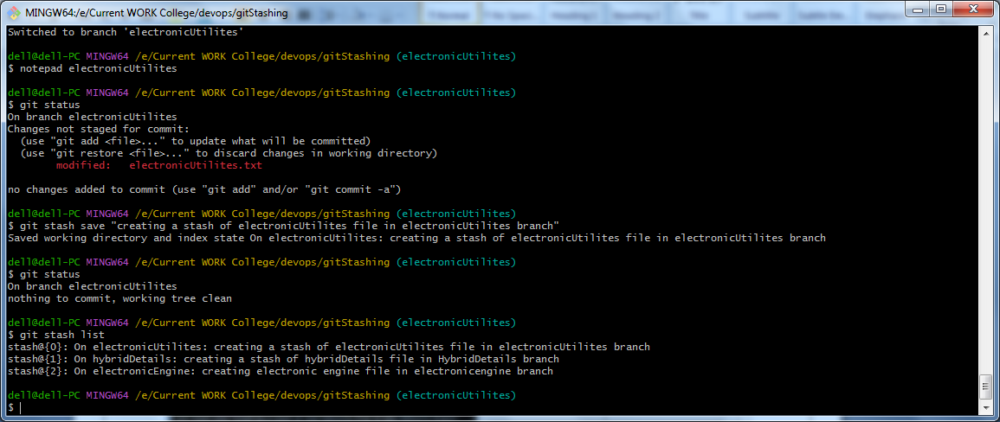 MINGW64:/e/Current WORK College/devops/gitStashing
Switched to branch 'electronicUtilites'
dell@dell-PC MINGW64 /e/Current WORK College/devops/gitStashing (electronicUtilites)
$ notepad electronicUtilites
dell@dell-PC MINGW64 /e/Current WORK College/devops/gitStashing (electronicUtilites)
$ git status
On branch electronicUtilites
Changes not staged for commit:
(use "git add <file>..." to update what will be committed)
(use "git restore <file>..." to discard changes in working directory)
modified: electronicUtilites.txt
no changes added to commit (use "git add" and/or "git commit -a")
dell@dell-PC MINGW64 /e/Current WORK College/devops/gitStashing (electronicUtilites)
$ git stash save "creating a stash of electronicUtilites file in electronicUtilites branch"
Saved working directory and index state On electronicUtilites: creating a stash of electronicUtilites file in electronicUtilites branch
dell@dell-PC MINGW64 /e/Current WORK College/devops/gitStashing (electronicUtilites)
$ git status
On branch electronicUtilites
nothing to commit, working tree clean
dell@dell-PC MINGW64 /e/Current WORK College/devops/gitStashing (electronicUtilites)
$ git stash list
stash@{0}: On electronicUtilites: creating a stash of electronicUtilites file in electronicUtilites branch
stash@{1}: On hybridDetails: creating a stash of hybridDetails file in HybridDetails branch
stash@{2}: On electronicEngine: creating electronic engine file in electronicengine branch
dell@dell-PC MINGW64 /e/Current WORK College/devops/gitStashing (electronicUtilites)
$